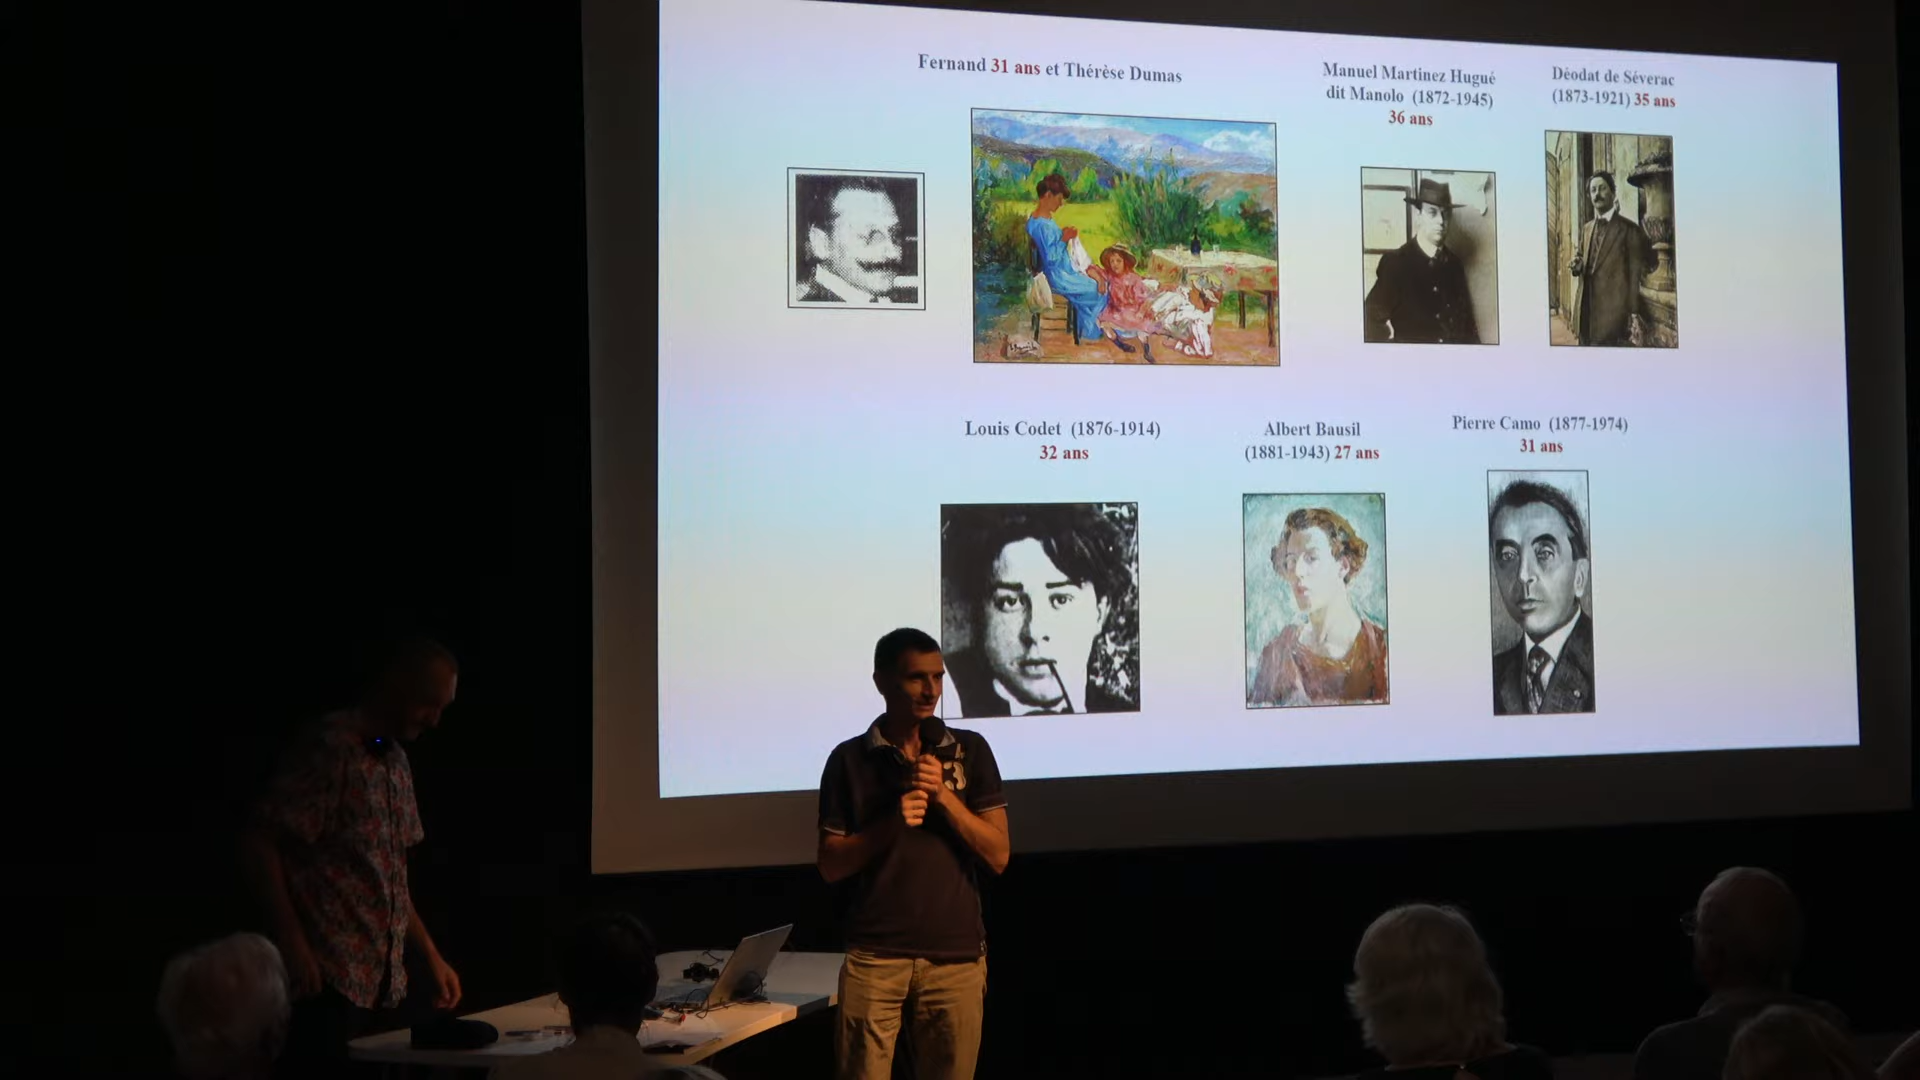 Fernand 31 ans et Thérèse Dumas
Manuel Martinez Hugué
dit Manolo (1872-1945)
36 ans
Déodat de Séverac
(1873-1921) 35 ans
Louis Codet (1876-1914)
32 ans
Albert Bausil
(1881-1943) 27 ans
Pierre Camo (1877-1974)
31 ans
3